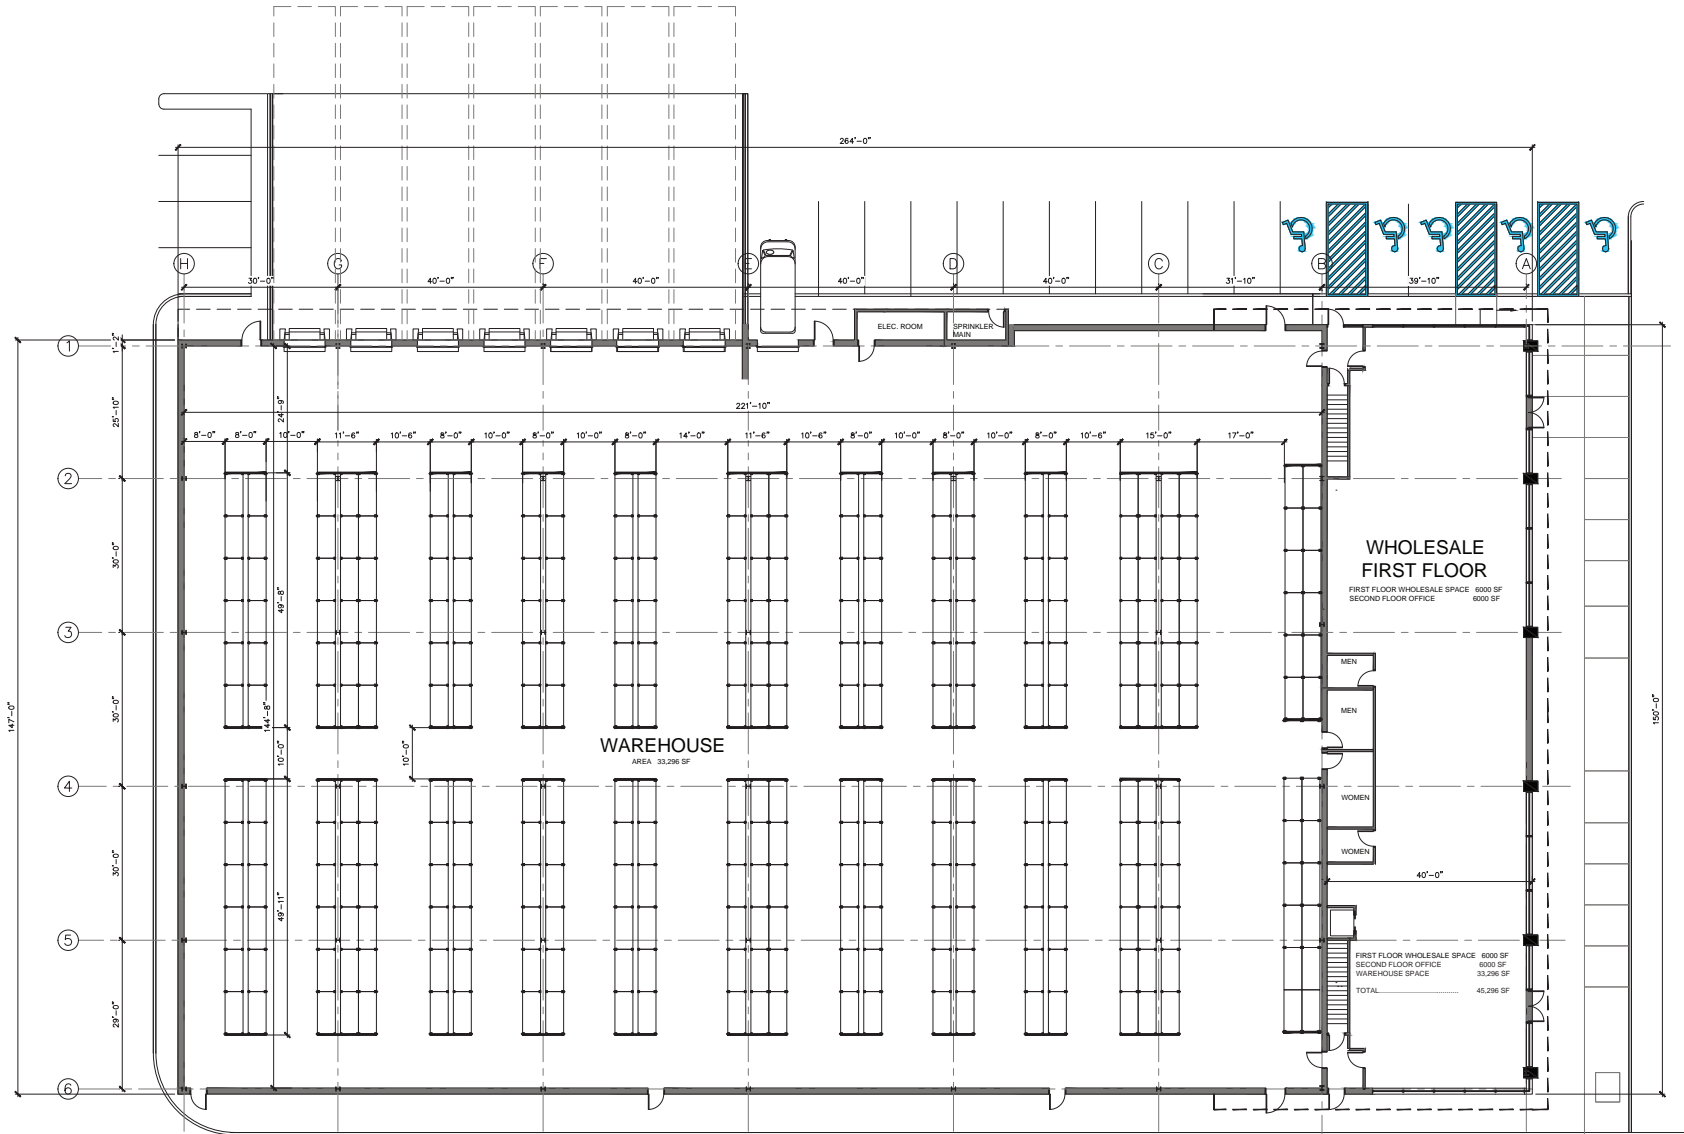 264'-0"
H
G
F
E
D
C
B
A
30'-0"
40'-0"
40'-0"
40'-0"
40'-0"
31'-10"
39'-10"
ELEC. ROOM
SPRINKLER
MAIN
1
1'-2"
25'-10"
24'-9"
221'-10"
8'-0"
8'-0"
10'-0"
11'-6"
10'-6"
8'-0"
10'-0"
8'-0"
10'-0"
8'-0"
14'-0"
11'-6"
10'-6"
8'-0"
10'-0"
8'-0"
10'-0"
8'-0"
10'-6"
15'-0"
17'-0"
2
30'-0"
49'-8"
WHOLESALE
FIRST FLOOR
FIRST FLOOR WHOLESALE SPACE 6000 SF
SECOND FLOOR OFFICE 6000 SF
3
MEN
MEN
147'-0"
30'-0"
144'-8"
150'-0"
10'-0"
10'-0"
WAREHOUSE
AREA 33,296 SF
4
WOMEN
WOMEN
30'-0"
40'-0"
49'-11"
5
FIRST FLOOR WHOLESALE SPACE 6000 SF
SECOND FLOOR OFFICE 6000 SF
WAREHOUSE SPACE 33,296 SF
TOTAL................................. 45,296 SF
29'-0"
6